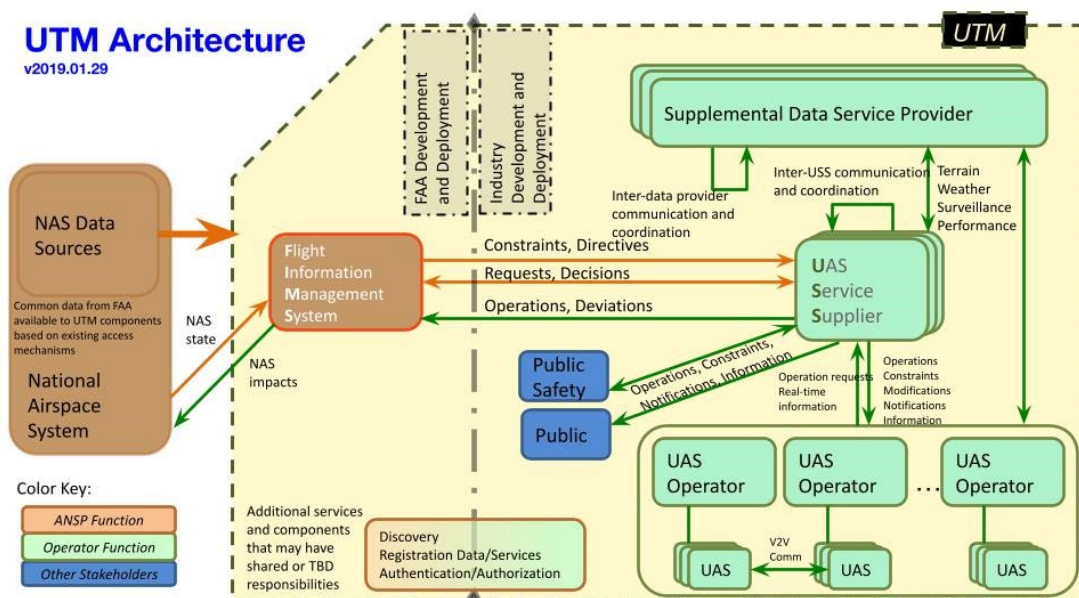 UTM Architecture
v2019.01.29
UTM
FAA Development
and Deployment
Industry
Development and
Deployment
Supplemental Data Service Provider
Inter-data provider
communication and
coordination
Inter-USS communication
and coordination
Terrain
Weather
Surveillance
Performance
NAS Data
Sources
Common data from FAA
available to UTM components
based on existing access
mechanisms
National
Airspace
System
NAS
state
NAS
impacts
Flight
Information
Management
System
Constraints, Directives
Requests, Decisions
Operations, Deviations
UAS
Service
Supplier
Public
Safety
Public
Operations, Constraints,
Notifications, Information
Operation requests
Real-time
information
Operations
Constraints
Modifications
Notifications
Information
UAS
Operator
UAS
Operator
...
UAS
Operator
UAS
V2V
Comm
UAS
UAS
Color Key:
ANSP Function
Operator Function
Other Stakeholders
Additional services
and components
that may have
shared or TBD
responsibilities
Discovery
Registration Data/Services
Authentication/Authorization